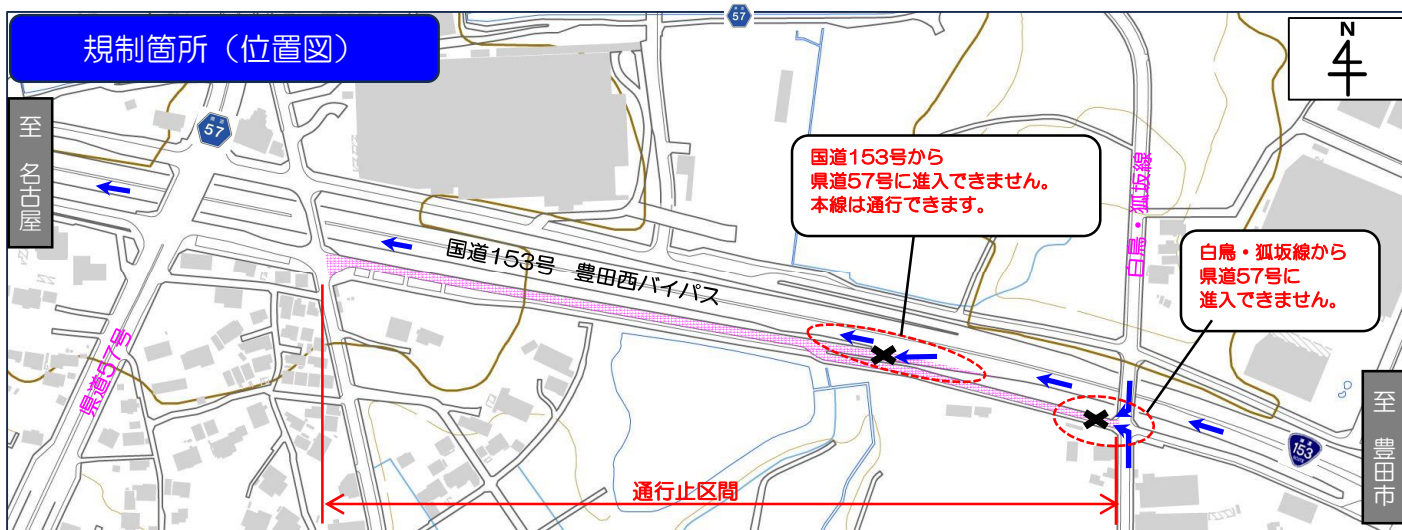 規制箇所（位置図）
57
N
至 名古屋
57
国道153号から
県道57号に進入できません。
本線は通行できます。
白鳥・狐坂線
白鳥・狐坂線から
県道57号に
進入できません。
国道153号 豊田西バイパス
県道57号
至 豊田市
153
通行止区間